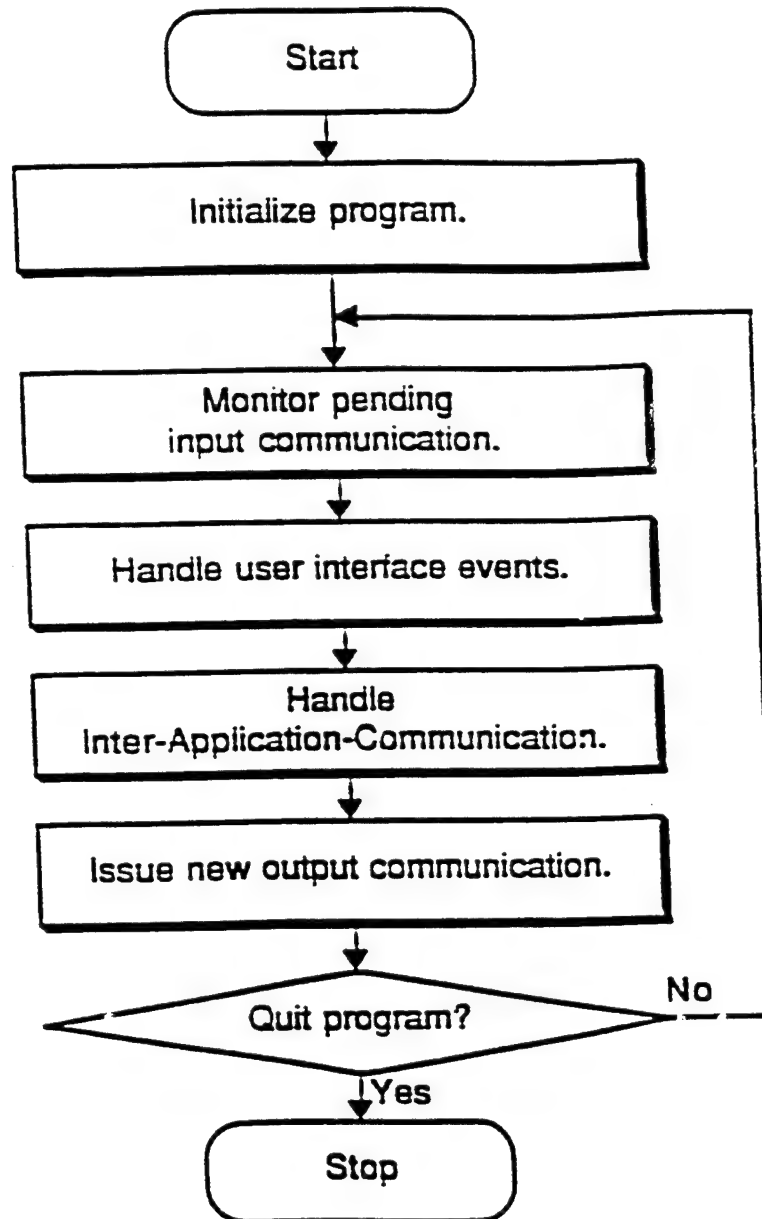 Start
Initialize program.
Monitor pending
input communication.
Handle user interface events.
Handle
Inter-Application-Communication.
Issue new output communication.
Quit program?
No
Yes
Stop